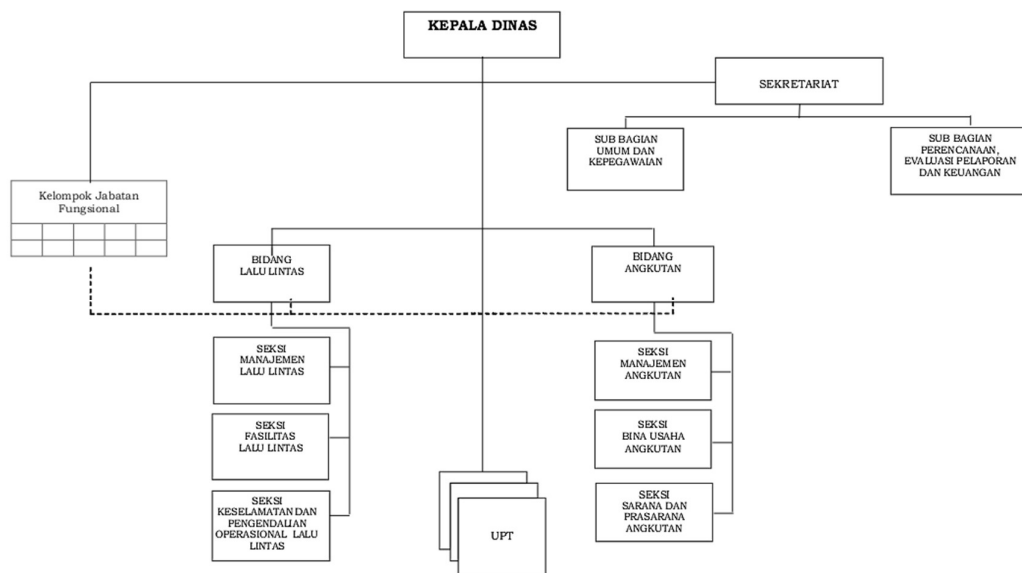 KEPALA DINAS
SEKRETARIAT
SUB BAGIAN
UMUM DAN
KEPEGAWAIAN
SUB BAGIAN
PERENCANAAN,
EVALUASI PELAPORAN
DAN KEUANGAN
Kelompok Jabatan
Fungsional
BIDANG
LALU LINTAS
BIDANG
ANGKUTAN
SEKSI
MANAJEMEN
LALU LINTAS
SEKSI
FASILITAS
LALU LINTAS
SEKSI
KESELAMATAN DAN
PENGENDALIAN
OPERASIONAL LALU
LINTAS
UPT
SEKSI
MANAJEMEN
ANGKUTAN
SEKSI
BINA USAHA
ANGKUTAN
SEKSI
SARANA DAN
PRASARANA
ANGKUTAN